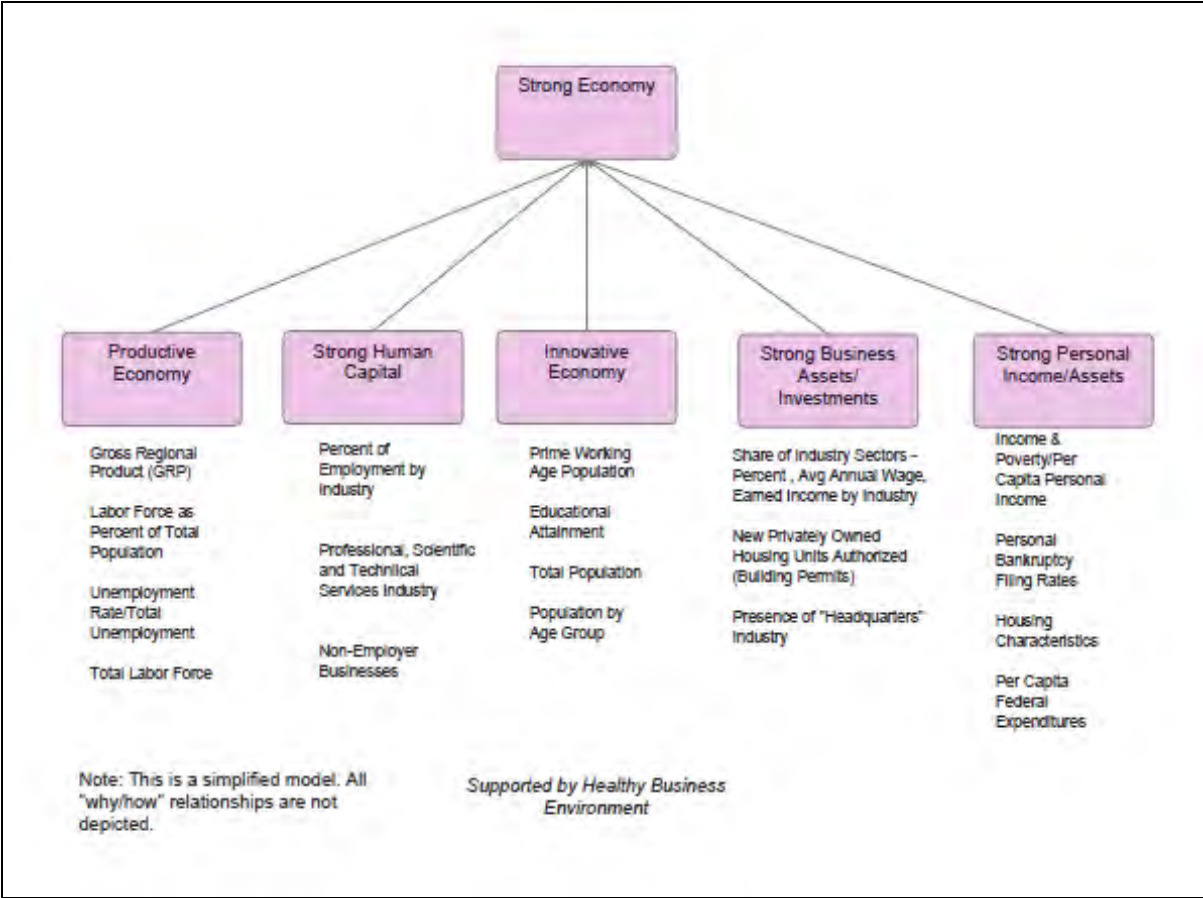 Strong Economy
Productive
Economy
Gross Regional
Product (GRP)
Labor Force as
Percent of Total
Population
Unemployment
Rate/Total
Unemployment
Total Labor Force
Strong Human
Capital
Percent of
Employment by
Industry
Professional, Scientific
and Technical
Services Industry
Non-Employer
Businesses
Innovative
Economy
Prime Working
Age Population
Educational
Attainment
Total Population
Population by
Age Group
Strong Business
Assets/
Investments
Share of Industry Sectors –
Percent , Avg Annual Wage,
Earned Income by Industry
New Privately Owned
Housing Units Authorized
(Building Permits)
Presence of "Headquarters"
Industry
Strong Personal
Income/Assets
Income &
Poverty/Per
Capita Personal
Income
Personal
Bankruptcy
Filing Rates
Housing
Characteristics
Per Capita
Federal
Expenditures
Note: This is a simplified model. All
"why/how" relationships are not
depicted.
Supported by Healthy Business
Environment